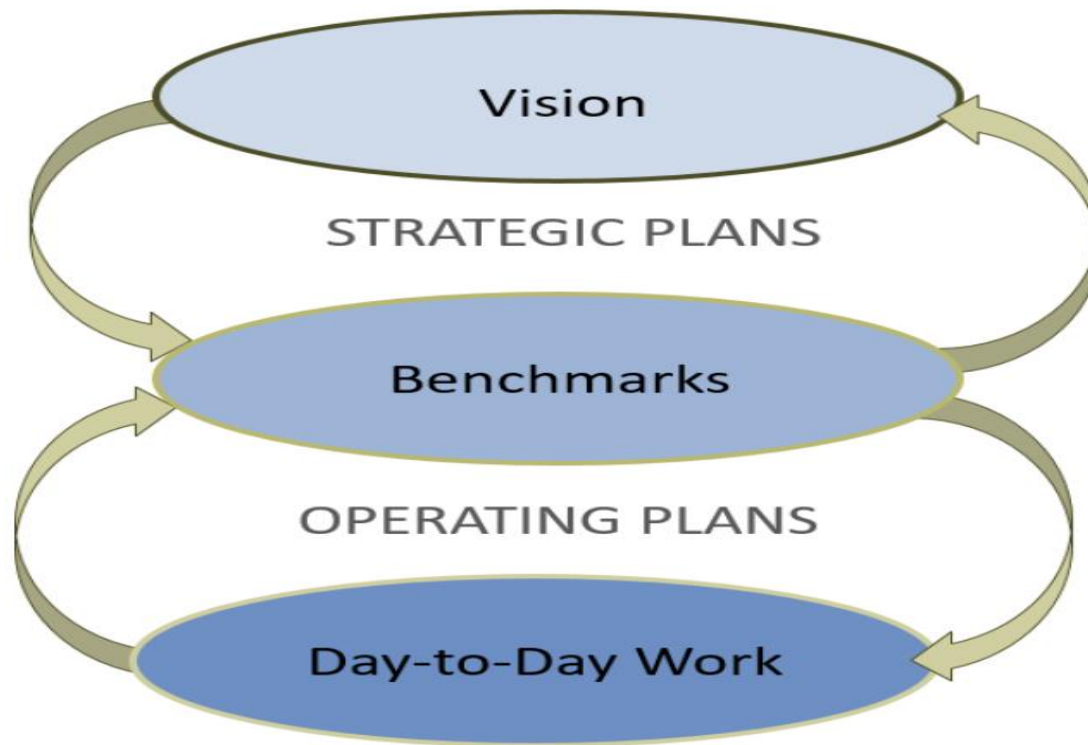 Vision
STRATEGIC PLANS
Benchmarks
OPERATING PLANS
Day-to-Day Work